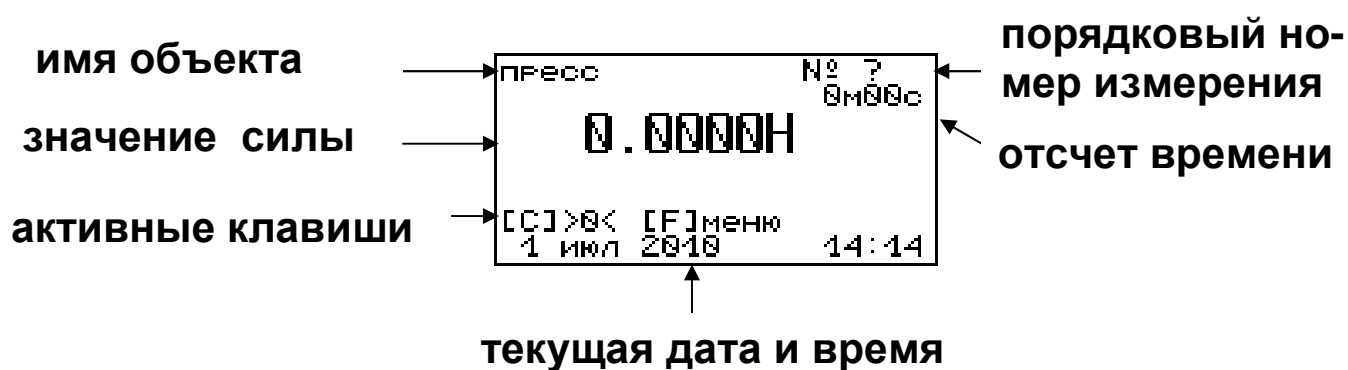 имя объекта
значение силы
активные клавиши
пресс № ?
0м00с
0.0000Н
[C]>0< [F]меню
1 июл 2010 14:14
порядковый но-
мер измерения
отсчет времени
текущая дата и время